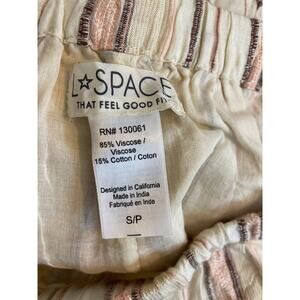 L★SPACE
THAT FEEL GOOD FI
RN# 130061
85% Viscose /
Viscose
15% Cotton / Coton
Designed in California
Made in India
Fabriqué en Inde
S/P